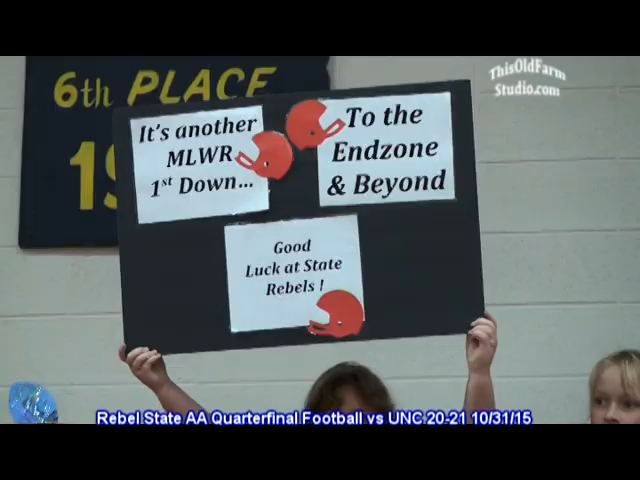 ThisOldFarm
Studio.com
6th PLACE
It's another
MLWR
1st Down...
To the
Endzone
& Beyond
Good
Luck at State
Rebels !
Rebel State AA Quarterfinal Football vs UNC 20-21 10/31/15